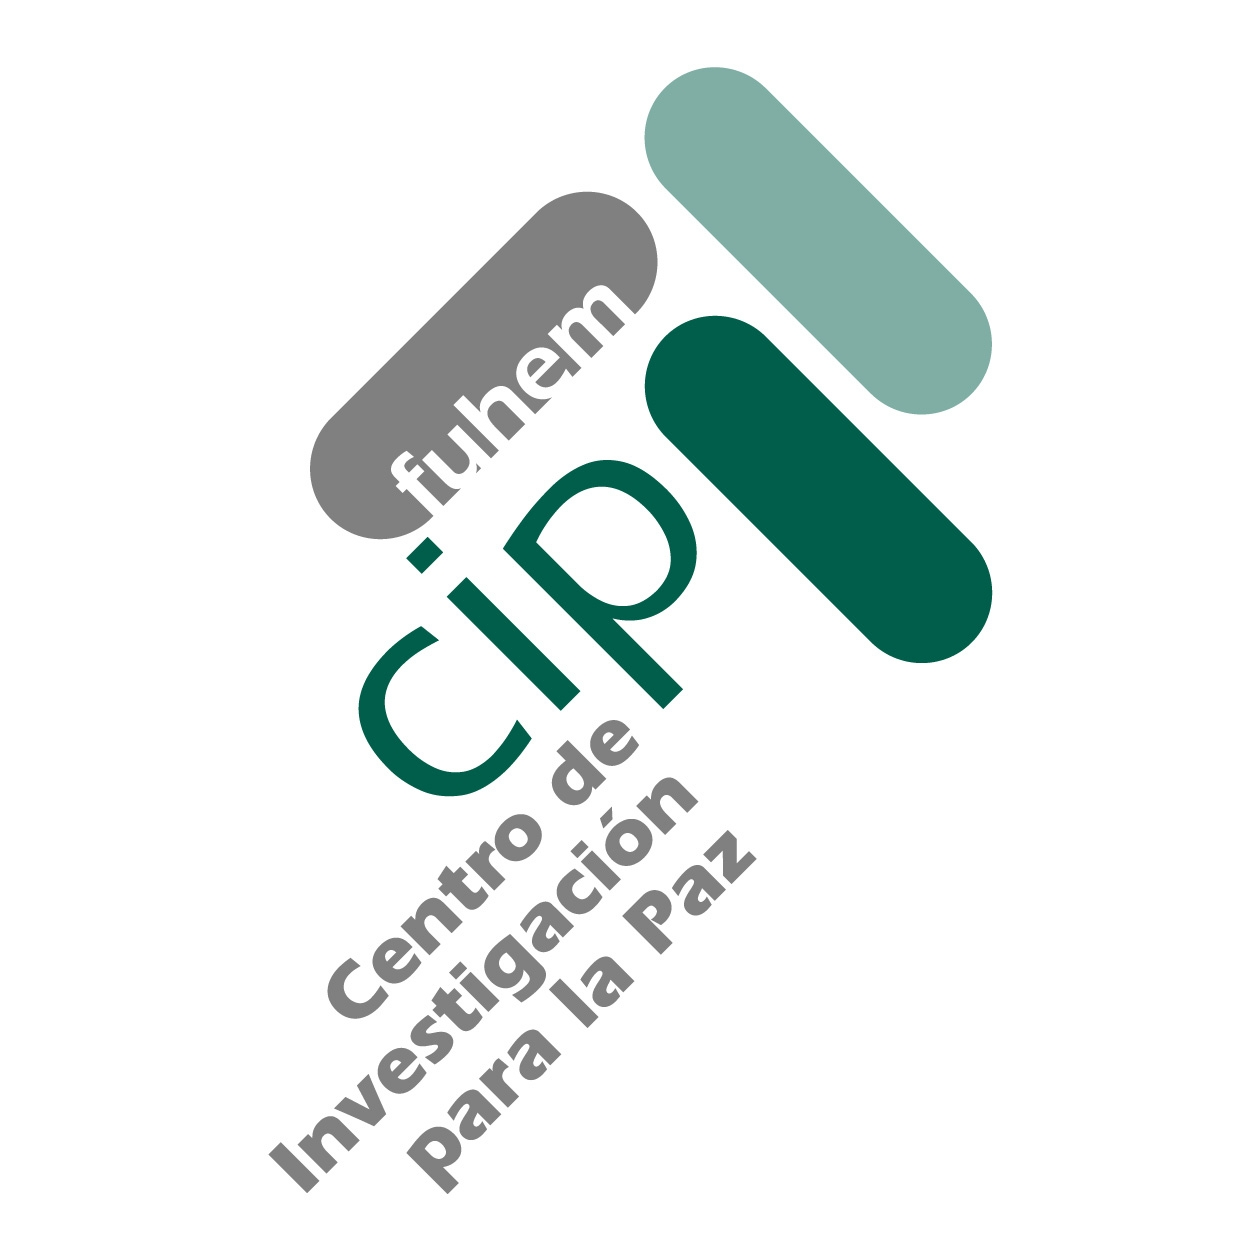 fuhem
cip
Centro de
Investigación
para la Paz